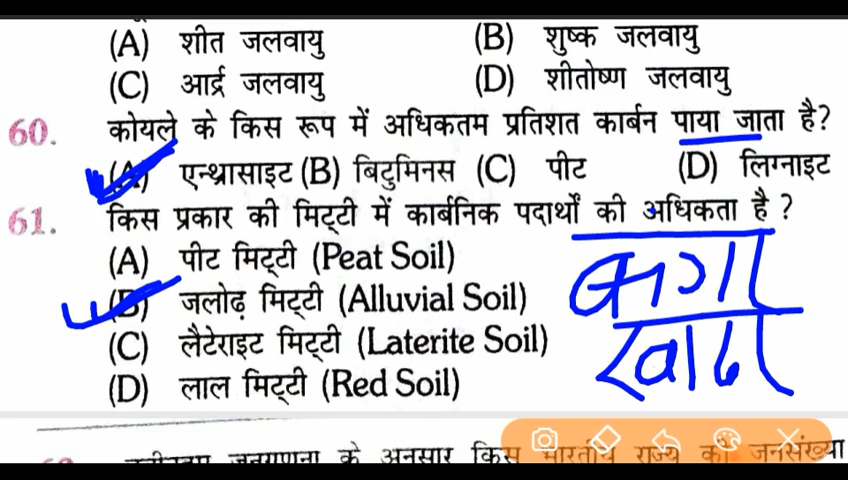 (A) शीत जलवायु (B) शुष्क जलवायु
(C) आर्द्र जलवायु (D) शीतोष्ण जलवायु
60. कोयले के किस रूप में अधिकतम प्रतिशत कार्बन पाया जाता है?
(A) एन्थ्रासाइट (B) बिटुमिनस (C) पीट (D) लिग्नाइट
61. किस प्रकार की मिट्टी में कार्बनिक पदार्थों की अधिकता है ?
(A) पीट मिट्टी (Peat Soil)
(B) जलोढ़ मिट्टी (Alluvial Soil)
(C) लैटेराइट मिट्टी (Laterite Soil)
(D) लाल मिट्टी (Red Soil)
जनगणना के अनुसार किस भारतीय राज्य की जनसंख्या